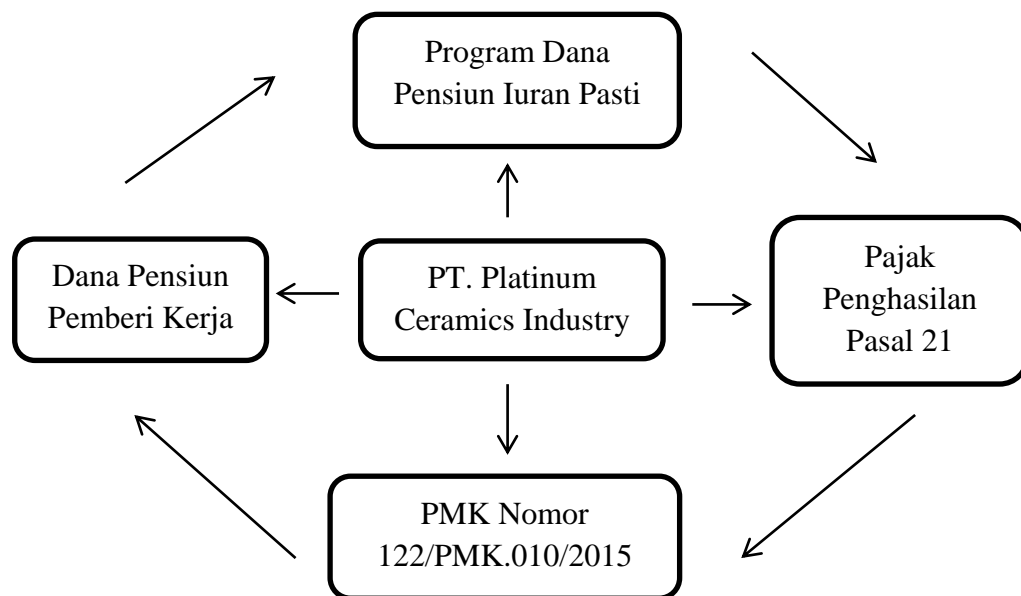 Program Dana
Pensiun Iuran Pasti
Dana Pensiun
Pemberi Kerja
PT. Platinum
Ceramics Industry
Pajak
Penghasilan
Pasal 21
PMK Nomor
122/PMK.010/2015